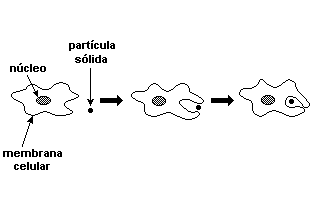 partícula
sólida
núcleo
membrana
celular